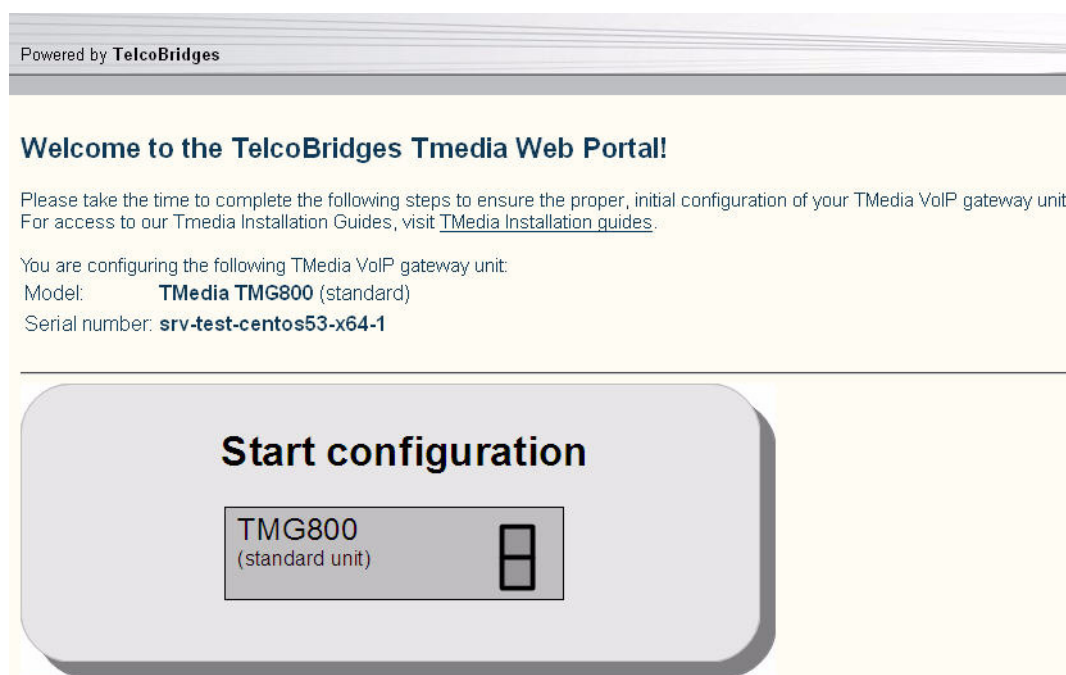 Powered by TelcoBridges
Welcome to the TelcoBridges Tmedia Web Portal!
Please take the time to complete the following steps to ensure the proper, initial configuration of your TMedia VoIP gateway unit
For access to our Tmedia Installation Guides, visit TMedia Installation guides.
You are configuring the following TMedia VoIP gateway unit:
Model: TMedia TMG800 (standard)
Serial number: srv-test-centos53-x64-1
Start configuration
TMG800
(standard unit)